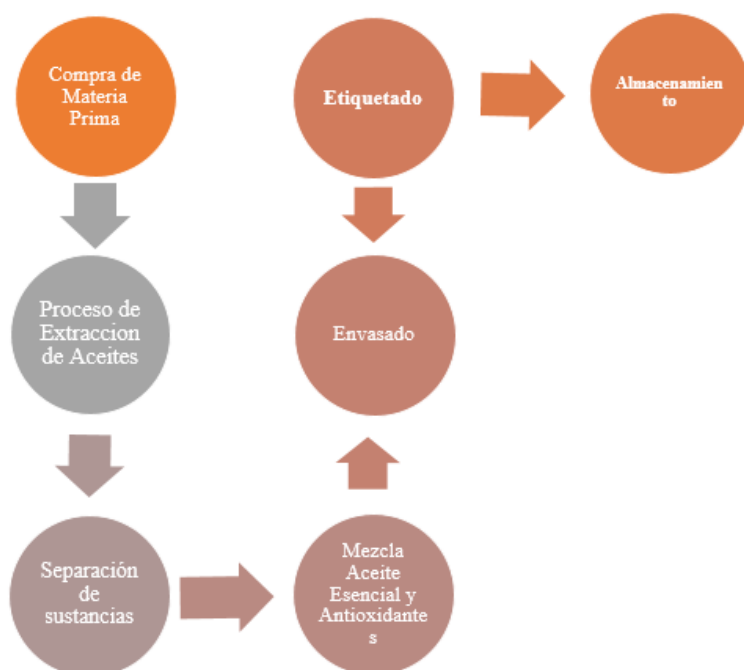 Compra de
Materia
Prima
Proceso de
Extraccion
de Aceites
Separación
de
sustancias
Mezcla
Aceite
Esencial y
Antioxidante
s
Envasado
Etiquetado
Almacenamien
to